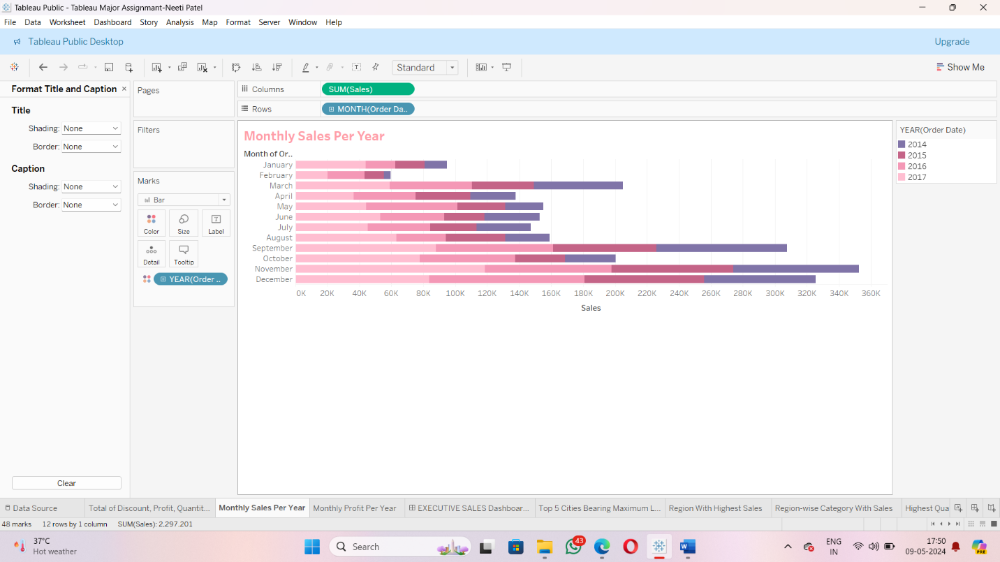 Tableau Public - Tableau Major Assignmant-Neeti Patel
File Data Worksheet Dashboard Story Analysis Map Format Server Window Help
Tableau Public Desktop
Upgrade
Standard
Show Me
Format Title and Caption ×
Title
Shading: None
Border: None
Caption
Shading: None
Border: None
Clear
Pages
Filters
Marks
Bar
Color Size Label
Detail Tooltip
YEAR(Order ..
Columns SUM(Sales)
Rows MONTH(Order Da..
Monthly Sales Per Year
Month of Or..
January
February
March
April
May
June
July
August
September
October
November
December
0K 20K 40K 60K 80K 100K 120K 140K 160K 180K 200K 220K 240K 260K 280K 300K 320K 340K 360K
Sales
YEAR(Order Date)
2014
2015
2016
2017
Data Source Total of Discount, Profit, Quantit... Monthly Sales Per Year Monthly Profit Per Year EXECUTIVE SALES Dashboar... Top 5 Cities Bearing Maximum L... Region With Highest Sales Region-wise Category With Sales Highest Qua
48 marks 12 rows by 1 column SUM(Sales): 2,297,201
37°C
Hot weather
Search
43
ENG
IN
17:50
09-05-2024
PRE